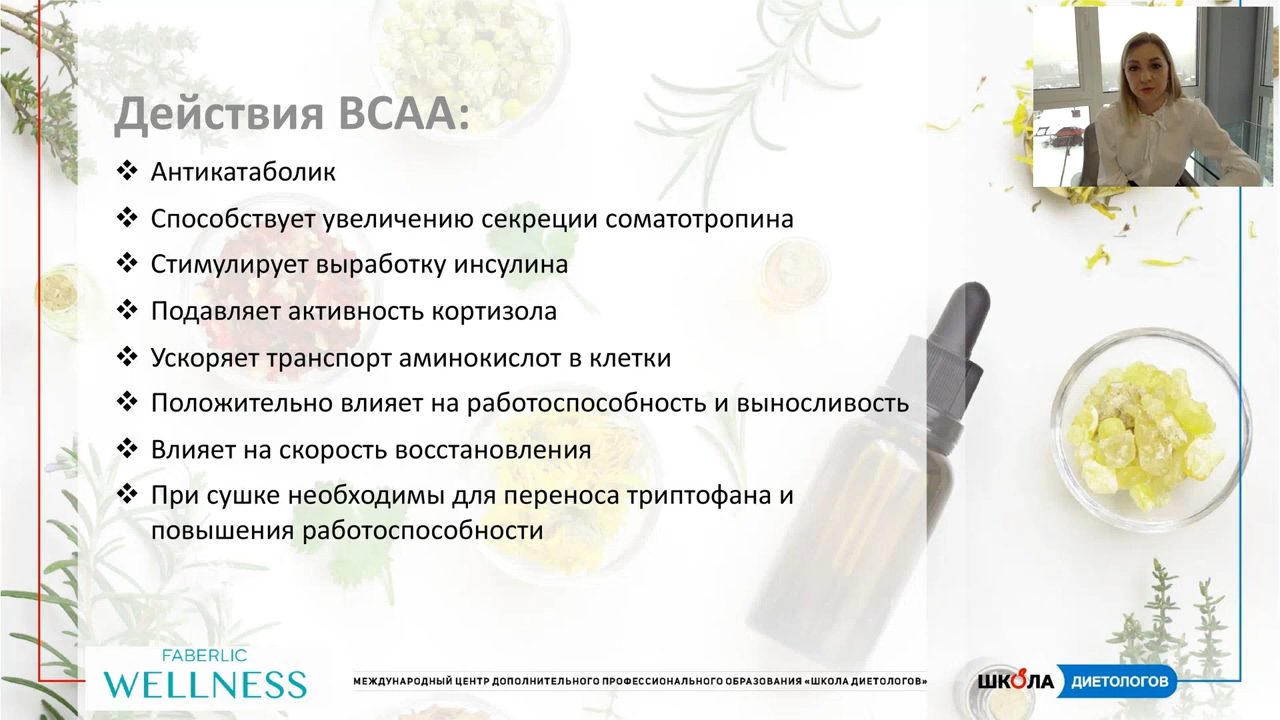 Действия ВСАА:
Антикатаболик
Способствует увеличению секреции соматотропина
Стимулирует выработку инсулина
Подавляет активность кортизола
Ускоряет транспорт аминокислот в клетки
Положительно влияет на работоспособность и выносливость
Влияет на скорость восстановления
При сушке необходимы для переноса триптофана и
повышения работоспособности
FABERLIC
WELLNESS
МЕЖДУНАРОДНЫЙ ЦЕНТР ДОПОЛНИТЕЛЬНОГО ПРОФЕССИОНАЛЬНОГО ОБРАЗОВАНИЯ «ШКОЛА ДИЕТОЛОГОВ»
ШКОЛА ДИЕТОЛОГОВ